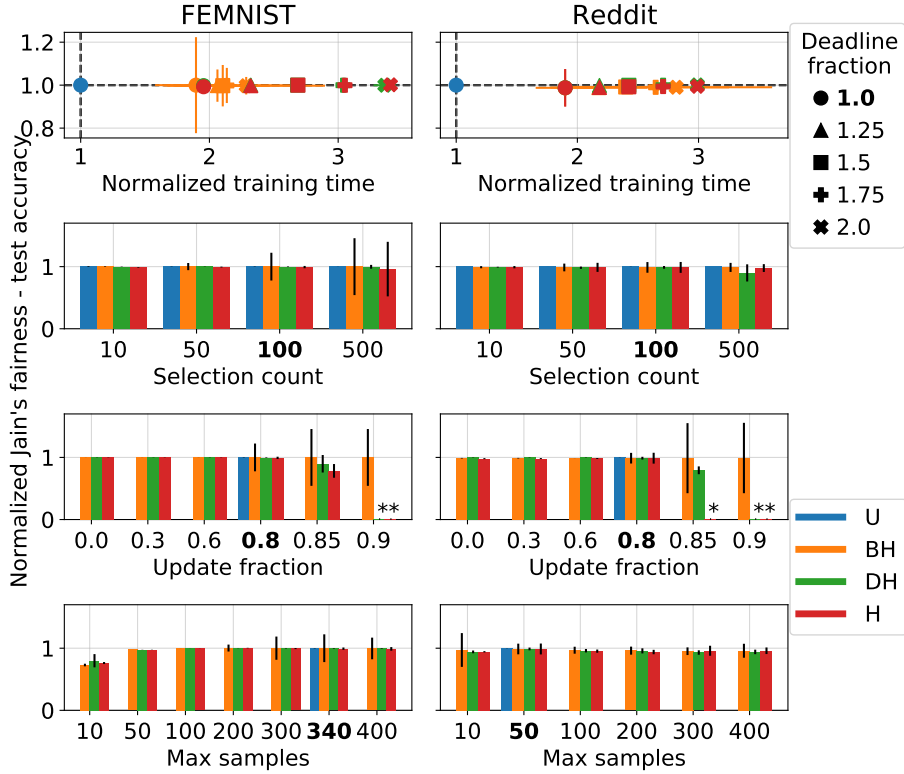 FEMNIST
Reddit
Normalized Jain's fairness - test accuracy
1.2
1.0
0.8
1 2 3
Normalized training time
1 2 3
Normalized training time
Deadline
fraction
1.0
1.25
1.5
1.75
2.0
1
0
10 50 100 500
Selection count
10 50 100 500
Selection count
1
0
**
0.0 0.3 0.6 0.8 0.85 0.9
Update fraction
* **
0.0 0.3 0.6 0.8 0.85 0.9
Update fraction
U
BH
DH
H
1
0
10 50 100 200 300 340 400
Max samples
10 50 100 200 300 400
Max samples